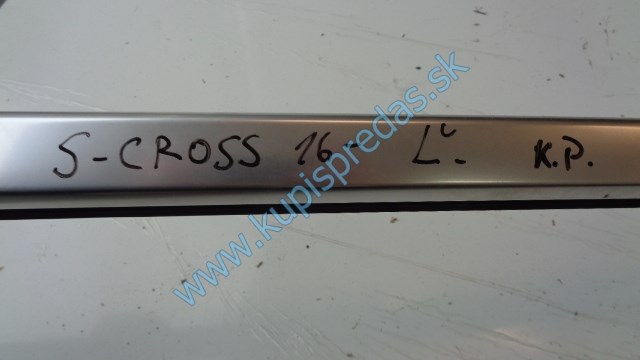 S-CROSS 16- Ľ. K.P.
www.kupispredas.sk